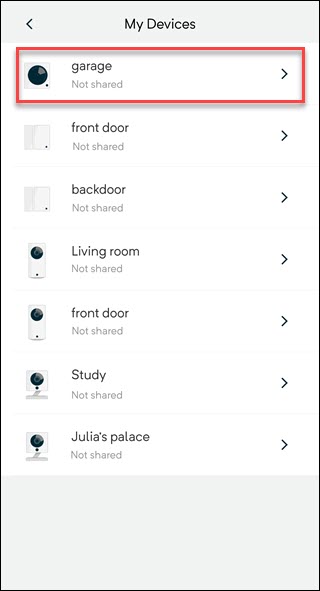 My Devices
garage
Not shared
front door
Not shared
backdoor
Not shared
Living room
Not shared
front door
Not shared
Study
Not shared
Julia's palace
Not shared